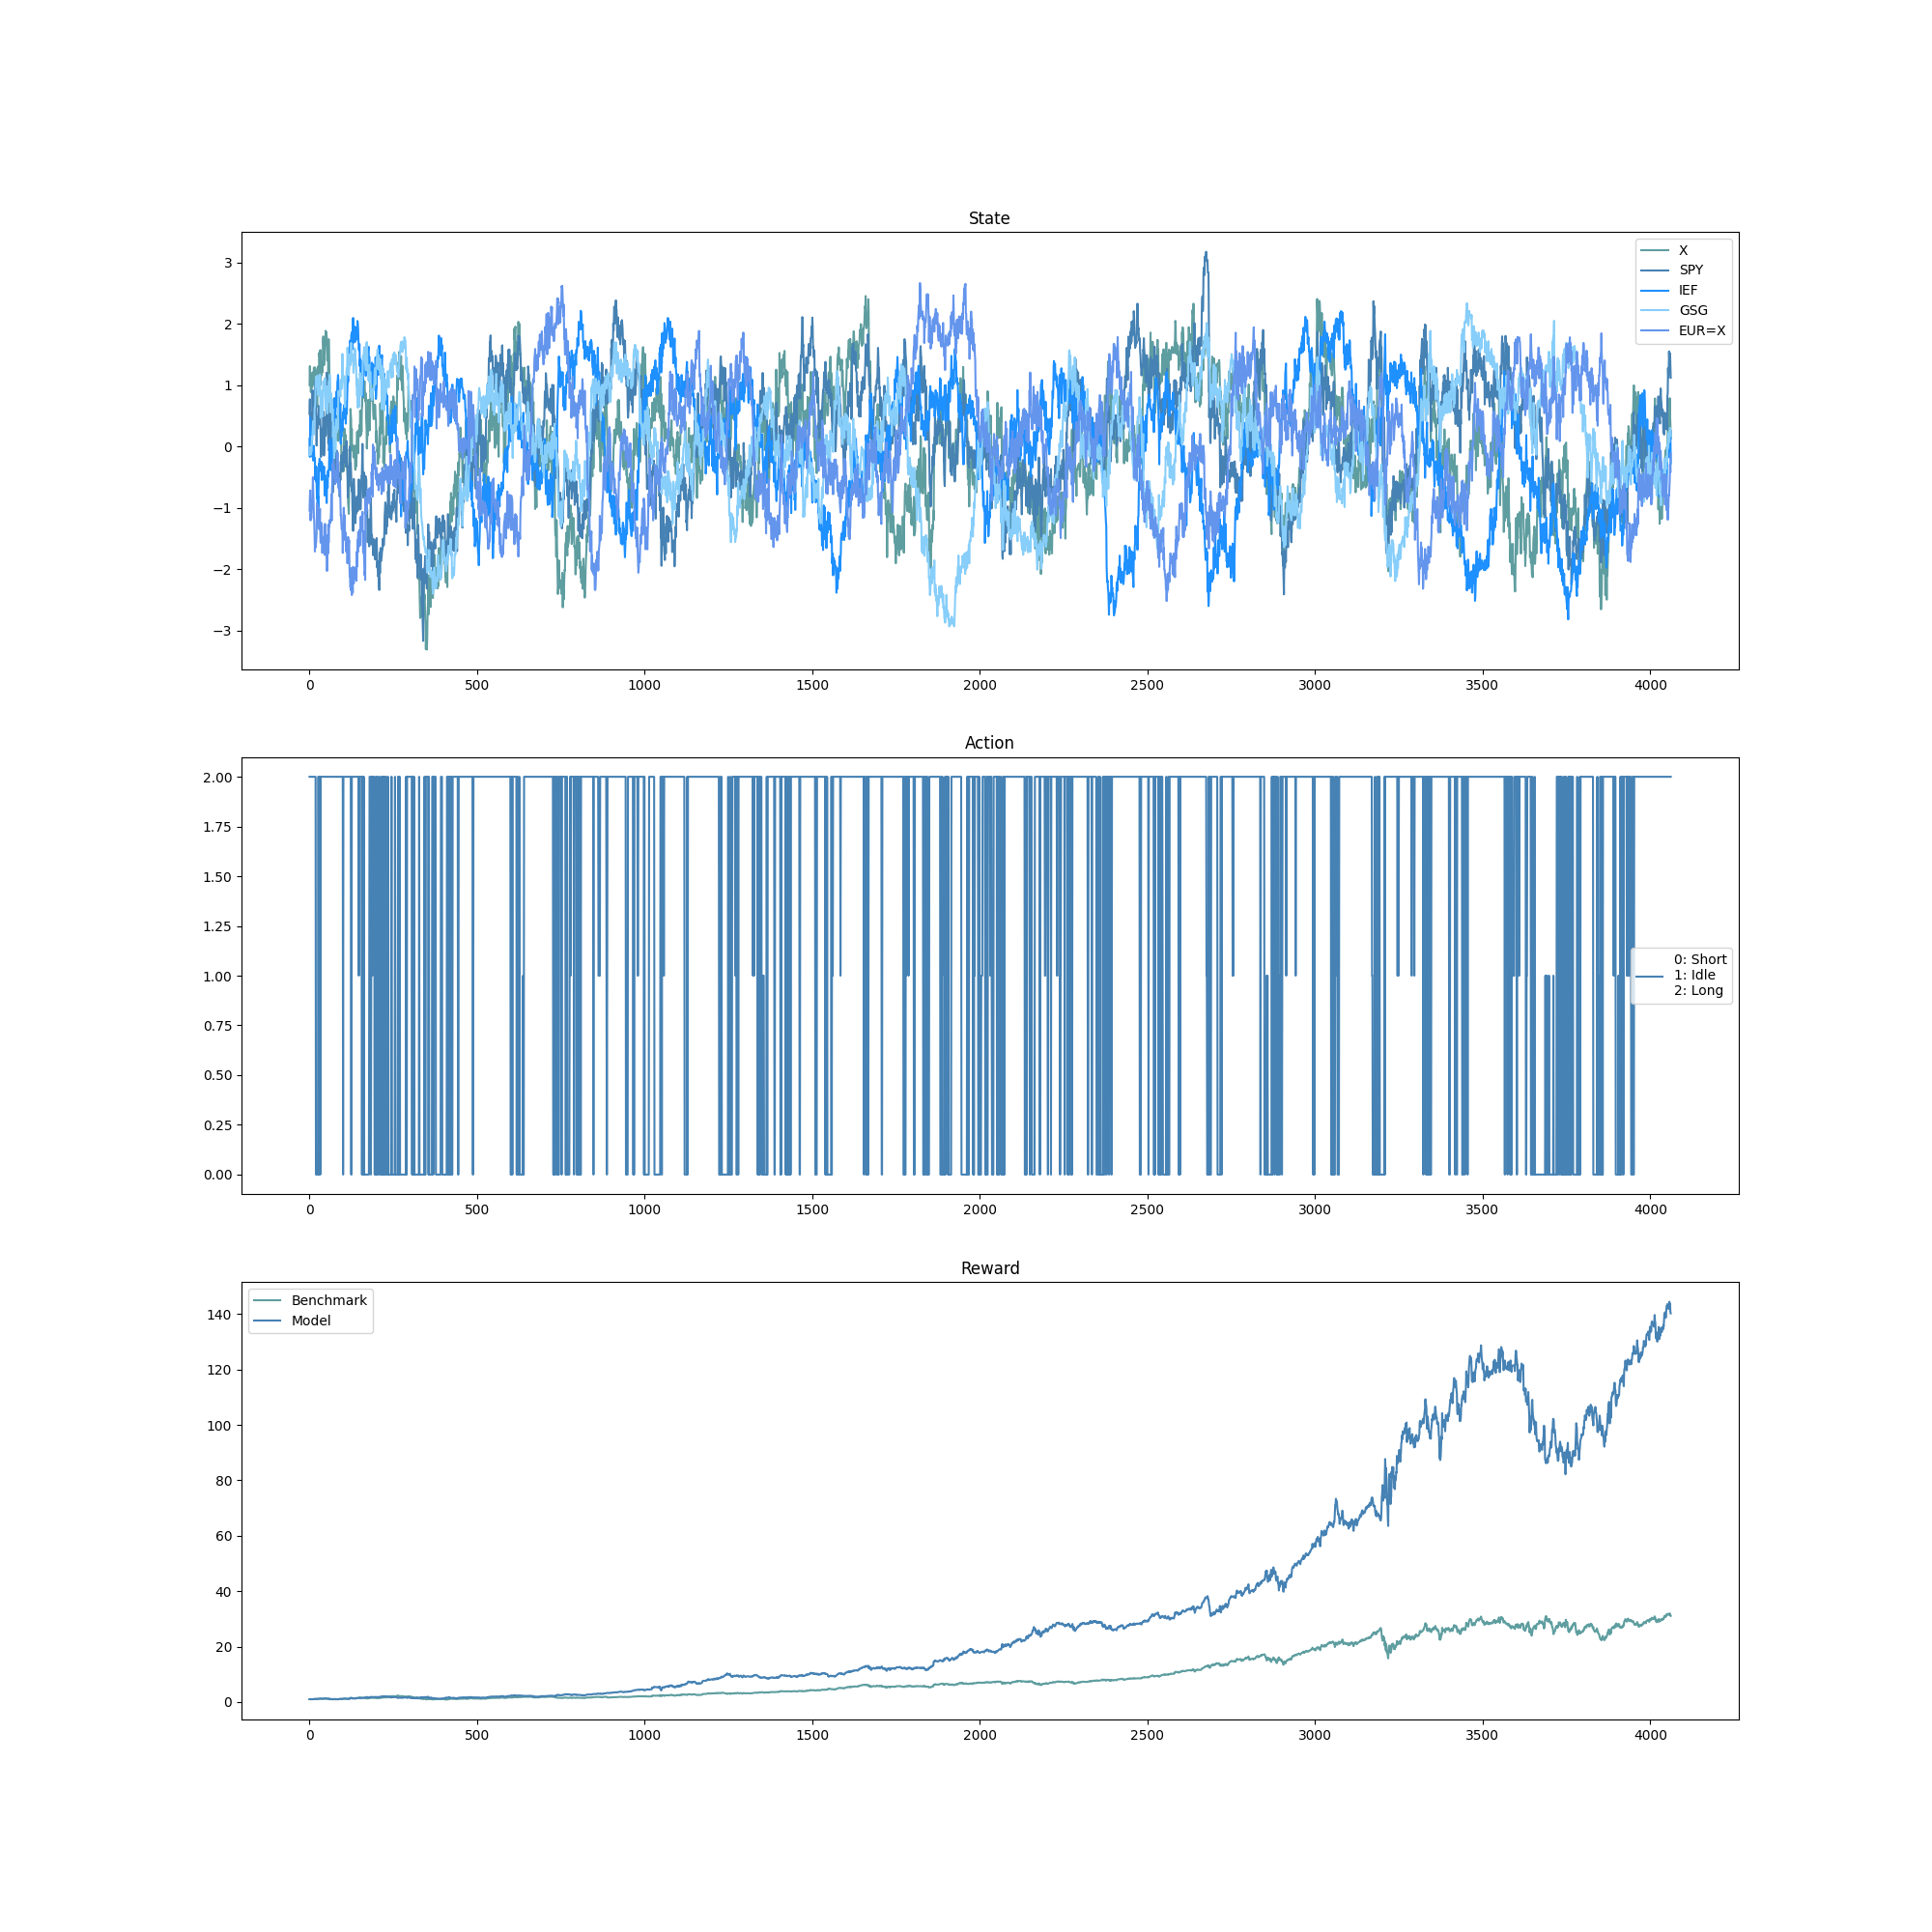 State
3
2
1
0
−1
−2
−3
X
SPY
IEF
GSG
EUR=X
0 500 1000 1500 2000 2500 3000 3500 4000
Action
2.00
1.75
1.50
1.25
1.00
0.75
0.50
0.25
0.00
0: Short
1: Idle
2: Long
0 500 1000 1500 2000 2500 3000 3500 4000
Reward
Benchmark
Model
140
120
100
80
60
40
20
0
0 500 1000 1500 2000 2500 3000 3500 4000